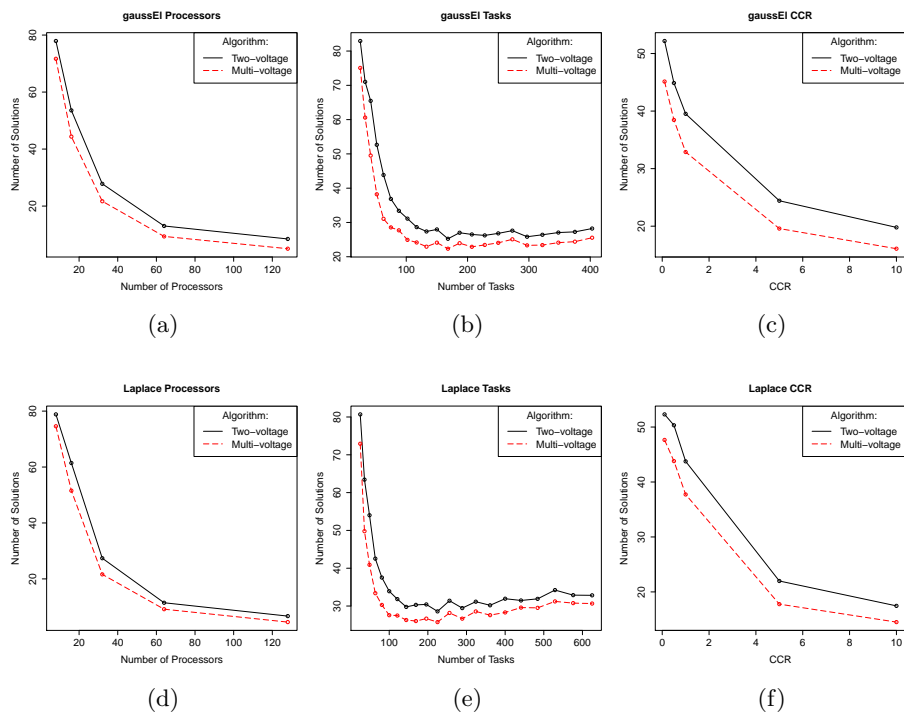 gaussEl Processors
Number of Solutions
20 40 60 80
Algorithm:
Two−voltage
Multi−voltage
20 40 60 80 100 120
Number of Processors
(a)
gaussEl Tasks
Number of Solutions
20 30 40 50 60 70 80
Algorithm:
Two−voltage
Multi−voltage
100 200 300 400
Number of Tasks
(b)
gaussEl CCR
Number of Solutions
20 30 40 50
Algorithm:
Two−voltage
Multi−voltage
0 2 4 6 8 10
CCR
(c)
Laplace Processors
Number of Solutions
20 40 60 80
Algorithm:
Two−voltage
Multi−voltage
20 40 60 80 100 120
Number of Processors
(d)
Laplace Tasks
Number of Solutions
30 40 50 60 70 80
Algorithm:
Two−voltage
Multi−voltage
100 200 300 400 500 600
Number of Tasks
(e)
Laplace CCR
Number of Solutions
20 30 40 50
Algorithm:
Two−voltage
Multi−voltage
0 2 4 6 8 10
CCR
(f)